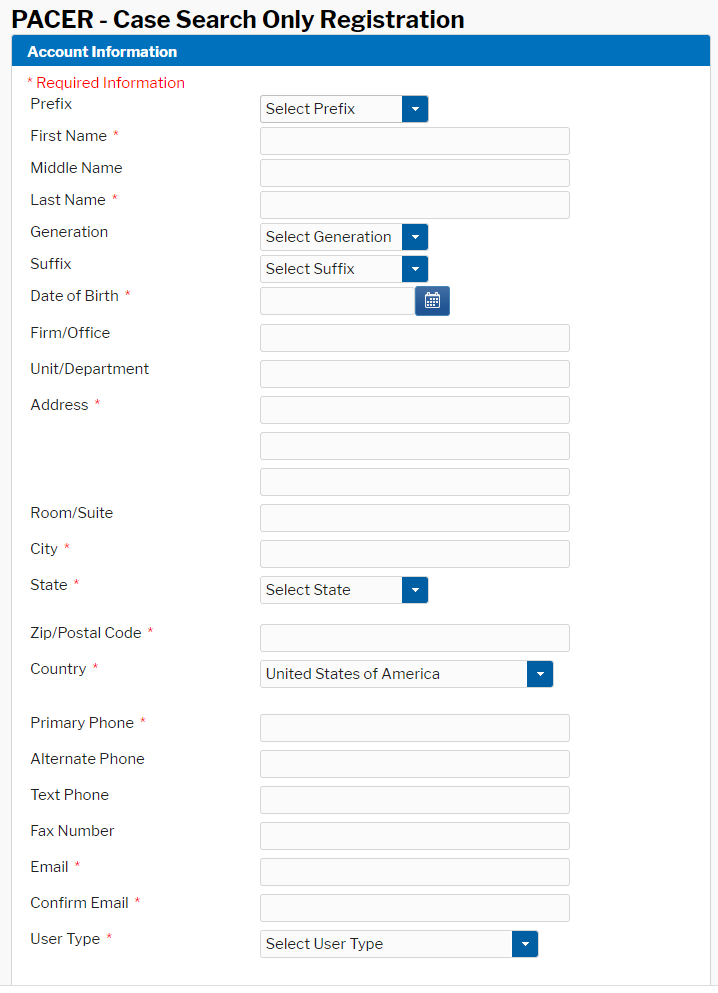 PACER - Case Search Only Registration
Account Information
* Required Information
Prefix Select Prefix
First Name *
Middle Name
Last Name *
Generation Select Generation
Suffix Select Suffix
Date of Birth *
Firm/Office
Unit/Department
Address *
Room/Suite
City *
State * Select State
Zip/Postal Code *
Country * United States of America
Primary Phone *
Alternate Phone
Text Phone
Fax Number
Email *
Confirm Email *
User Type * Select User Type